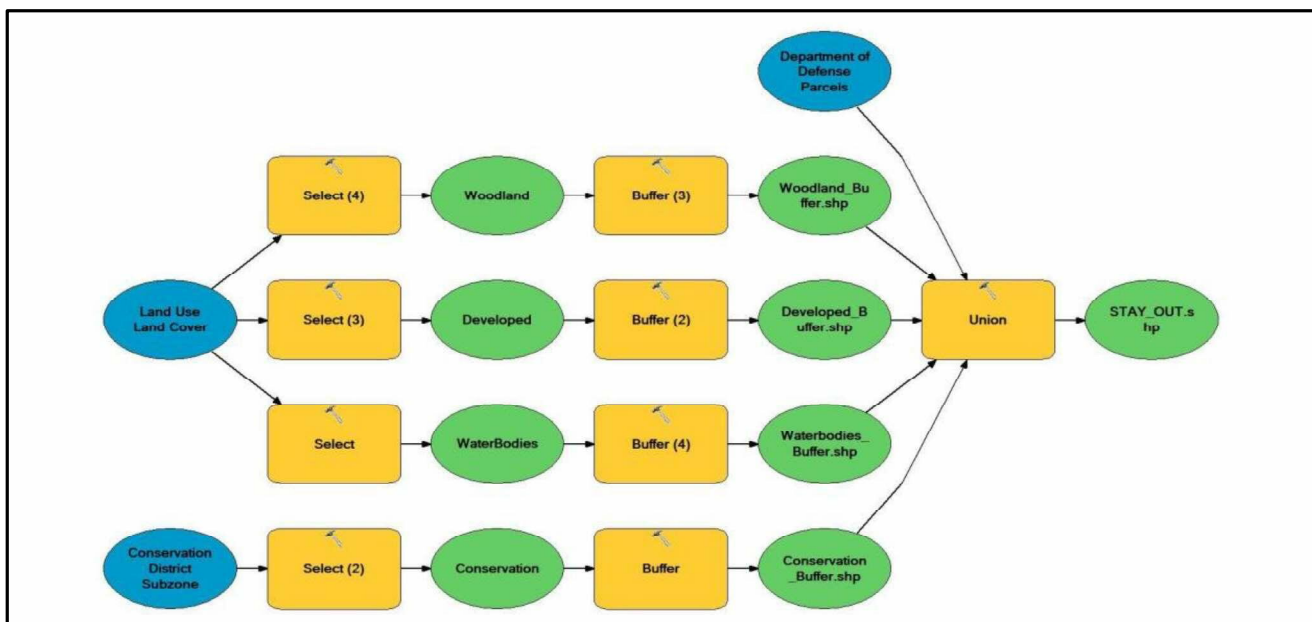 Department of
Defense
Parcels
Select (4)
Woodland
Buffer (3)
Woodland_Bu
ffer.shp
Land Use
Land Cover
Select (3)
Developed
Buffer (2)
Developed_B
uffer.shp
Union
STAY_OUT.s
hp
Select
WaterBodies
Buffer (4)
Waterbodies_
Buffer.shp
Conservation
District
Subzone
Select (2)
Conservation
Buffer
Conservation
_Buffer.shp